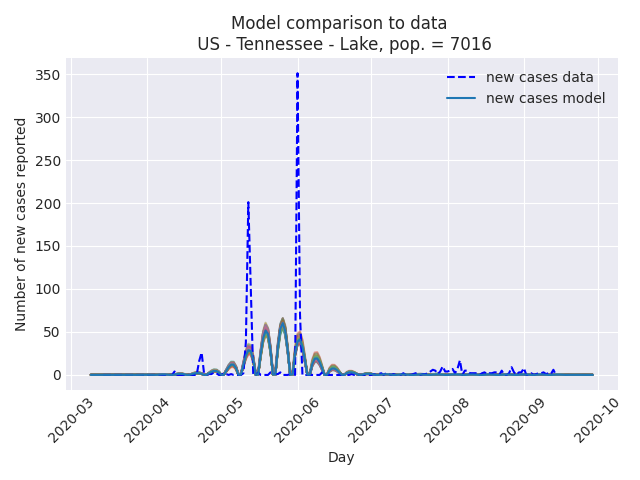 Model comparison to data
US - Tennessee - Lake, pop. = 7016
new cases data
new cases model
Number of new cases reported
350
300
250
200
150
100
50
0
2020-03
2020-04
2020-05
2020-06
2020-07
2020-08
2020-09
2020-10
Day